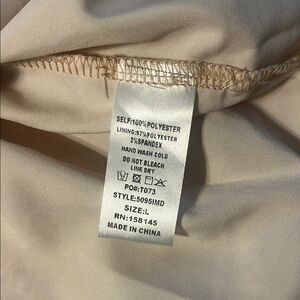 SELF:100%POLYESTER
LINING:97%POLYESTER
3%SPANDEX
HAND WASH COLD
DO NOT BLEACH
LINE DRY
PO#:T073
STYLE:5095IMD
SIZE:L
RN:158145
MADE IN CHINA